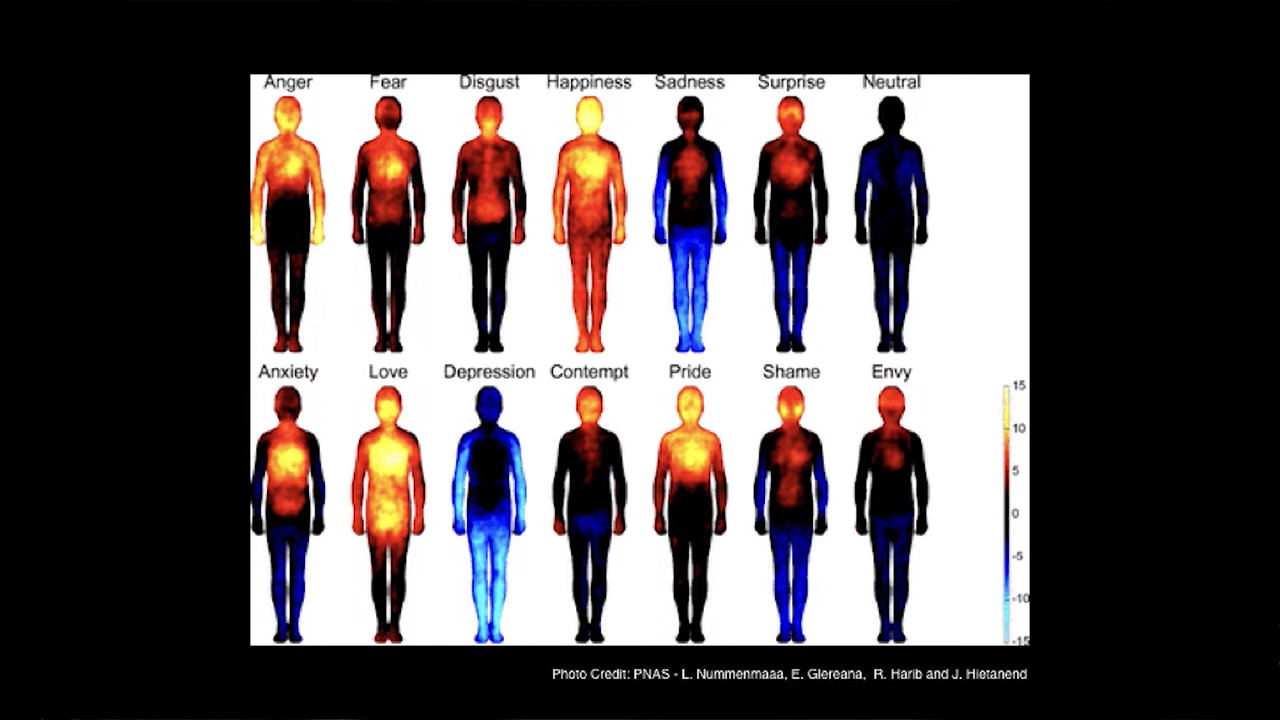 Anger Fear Disgust Happiness Sadness Surprise Neutral
Anxiety Love Depression Contempt Pride Shame Envy
15
10
5
0
-5
-10
-15
Photo Credit: PNAS - L. Nummenmaaa, E. Glereana, R. Harib and J. Hietanend